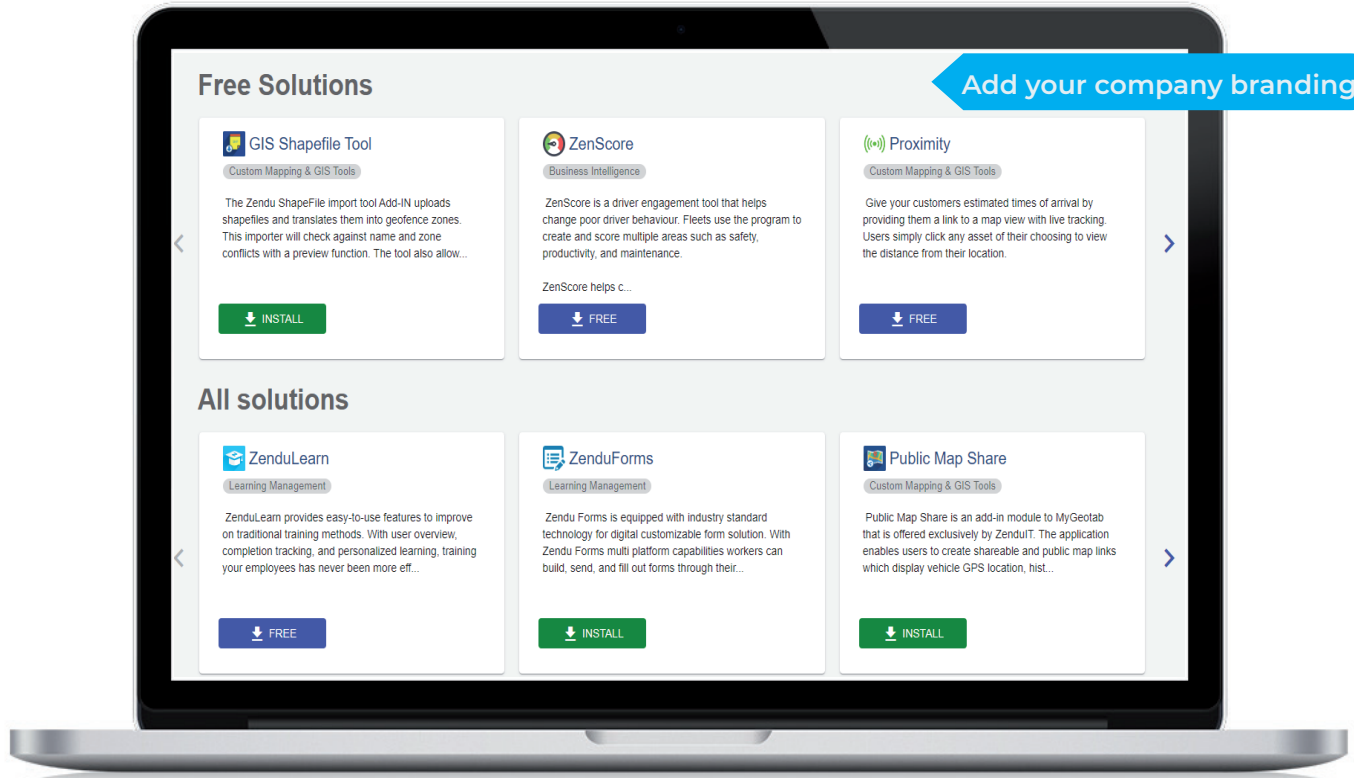 Add your company branding
Free Solutions
GIS Shapefile Tool
Custom Mapping & GIS Tools
The Zendu ShapeFile import tool Add-IN uploads
shapefiles and translates them into geofence zones.
This importer will check against name and zone
conflicts with a preview function. The tool also allow...
INSTALL
ZenScore
Business Intelligence
ZenScore is a driver engagement tool that helps
change poor driver behaviour. Fleets use the program to
create and score multiple areas such as safety,
productivity, and maintenance.
ZenScore helps c...
FREE
Proximity
Custom Mapping & GIS Tools
Give your customers estimated times of arrival by
providing them a link to a map view with live tracking.
Users simply click any asset of their choosing to view
the distance from their location.
FREE
All solutions
ZenduLearn
Learning Management
ZenduLearn provides easy-to-use features to improve
on traditional training methods. With user overview,
completion tracking, and personalized learning, training
your employees has never been more eff...
FREE
ZenduForms
Learning Management
Zendu Forms is equipped with industry standard
technology for digital customizable form solution. With
Zendu Forms multi platform capabilities workers can
build, send, and fill out forms through their...
INSTALL
Public Map Share
Custom Mapping & GIS Tools
Public Map Share is an add-in module to MyGeotab
that is offered exclusively by ZenduIT. The application
enables users to create shareable and public map links
which display vehicle GPS location, hist...
INSTALL